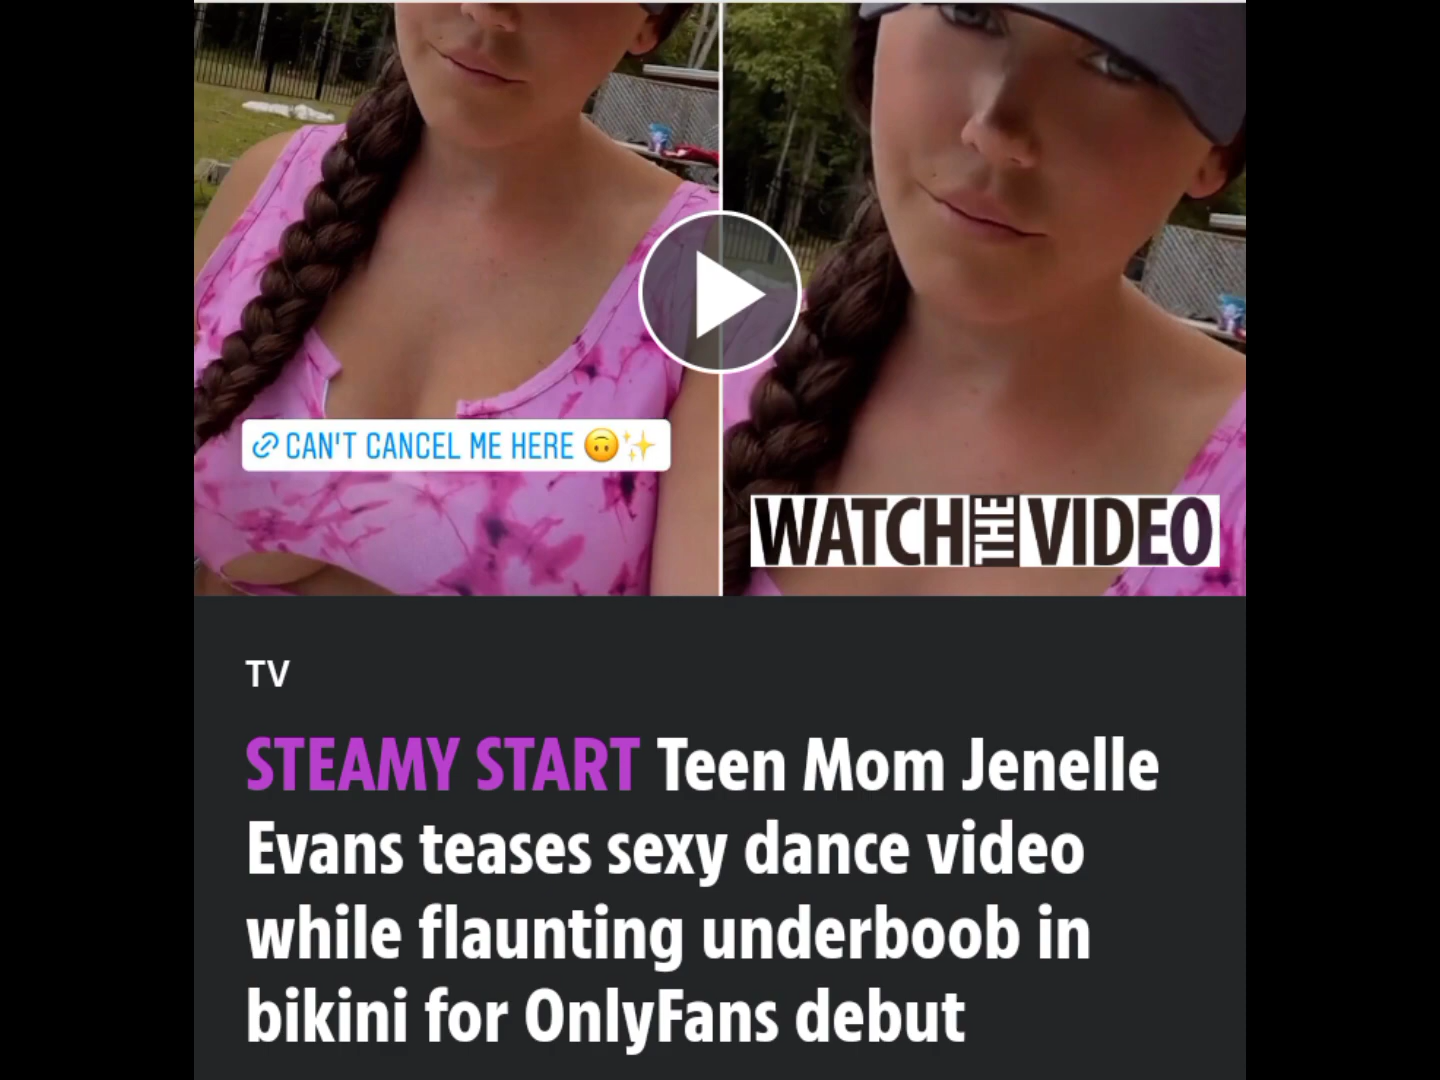 CAN'T CANCEL ME HERE 🙃✨
WATCH THE VIDEO
TV
STEAMY START Teen Mom Jenelle
Evans teases sexy dance video
while flaunting underboob in
bikini for OnlyFans debut